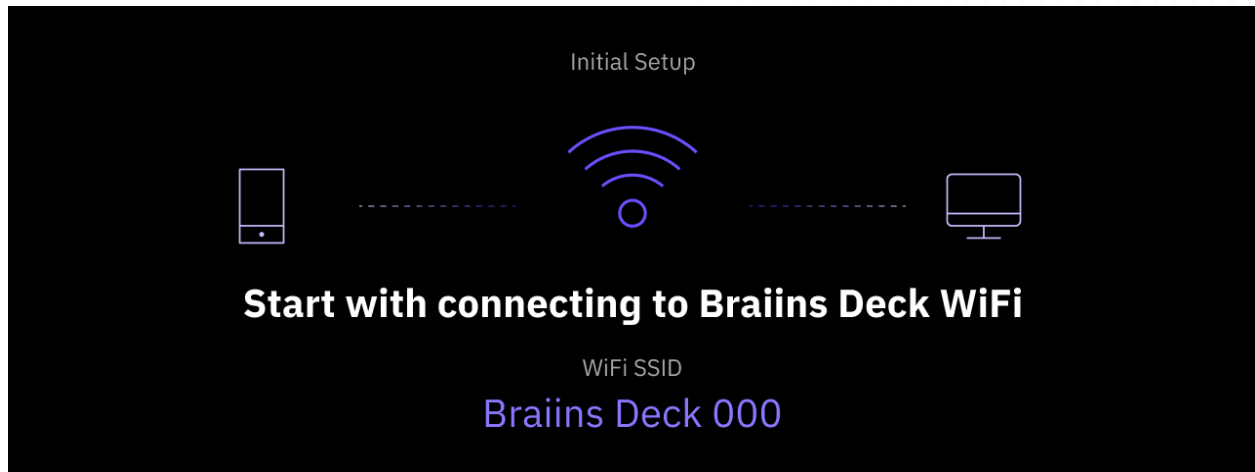 Initial Setup
Start with connecting to Braiins Deck WiFi
WiFi SSID
Braiins Deck 000